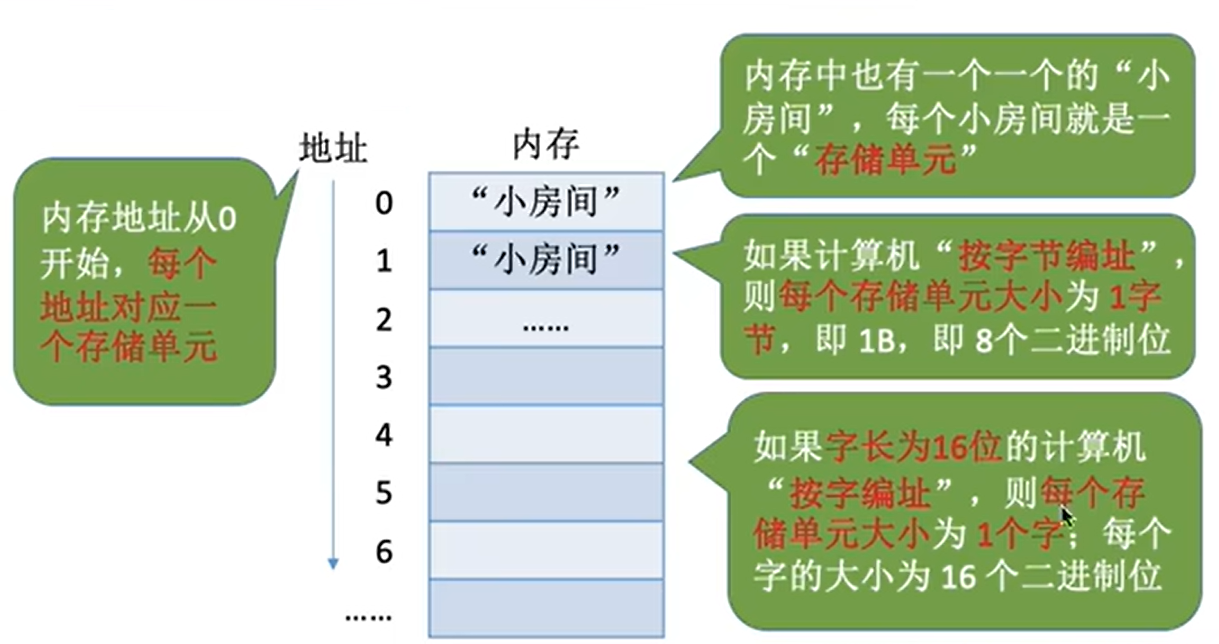 内存中也有一个一个的“小
房间”，每个小房间就是一
个“存储单元”
地址
内存
内存地址从0
开始，每个
地址对应一
个存储单元
0
“小房间”
1
“小房间”
2
……
3
4
5
6
……
如果计算机“按字节编址”，
则每个存储单元大小为 1字
节，即 1B，即 8个二进制位
如果字长为16位的计算机
“按字编址”，则每个存
储单元大小为 1个字；每个
字的大小为 16 个二进制位